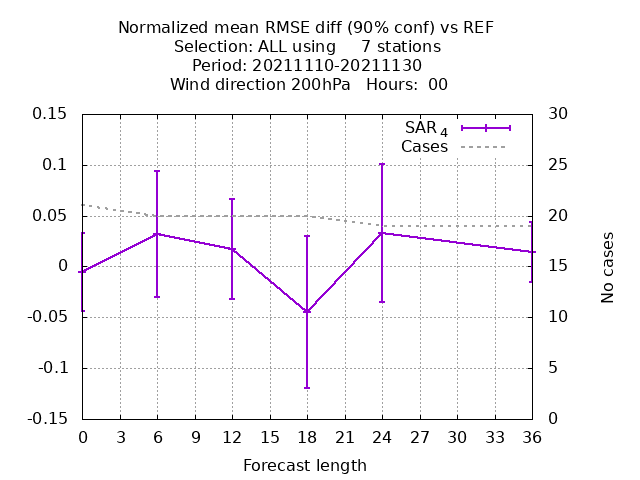 Normalized mean RMSE diff (90% conf) vs REF
Selection: ALL using     7 stations
Period: 20211110-20211130
Wind direction 200hPa   Hours:  00
0.15
0.1
0.05
0
-0.05
-0.1
-0.15
30
25
20
15
10
5
0
SAR 4
Cases
No cases
0 3 6 9 12 15 18 21 24 27 30 33 36
Forecast length